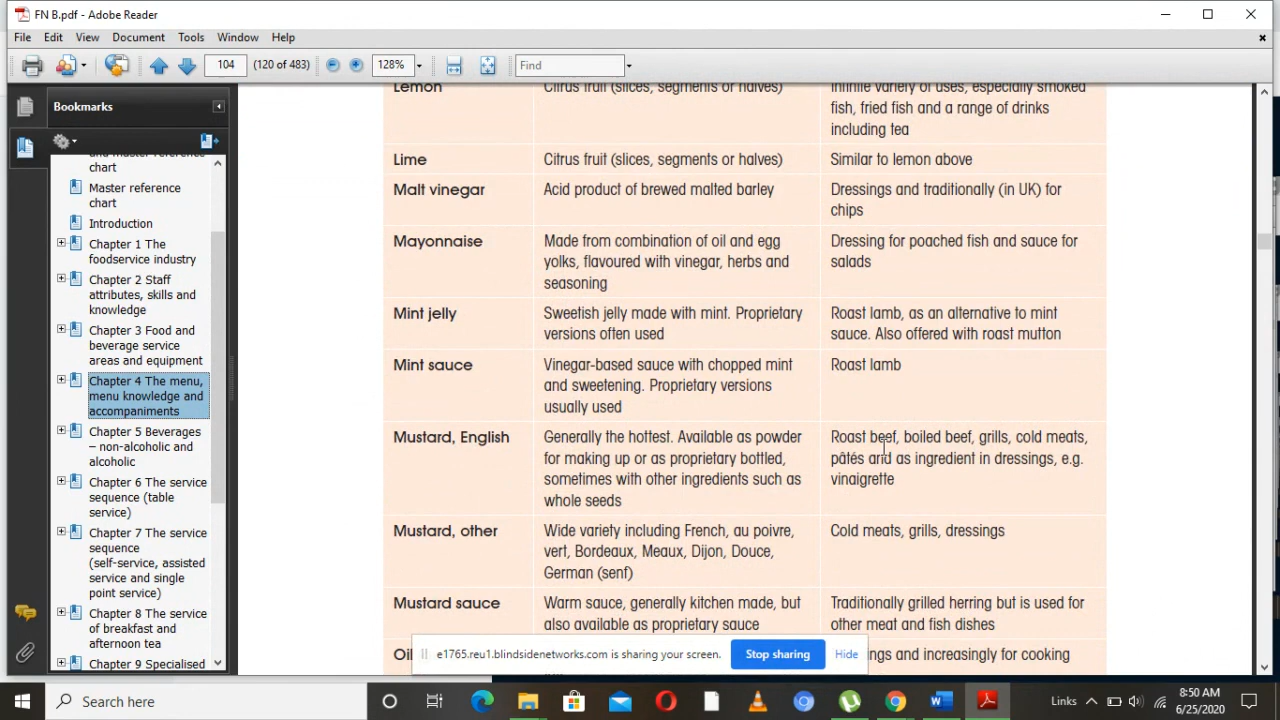 FN B.pdf - Adobe Reader
File Edit View Document Tools Window Help
104 (120 of 483) 128% Find
Bookmarks
and master reference
chart
Master reference
chart
Introduction
Chapter 1 The
foodservice industry
Chapter 2 Staff
attributes, skills and
knowledge
Chapter 3 Food and
beverage service
areas and equipment
Chapter 4 The menu,
menu knowledge and
accompaniments
Chapter 5 Beverages
– non-alcoholic and
alcoholic
Chapter 6 The service
sequence (table
service)
Chapter 7 The service
sequence
(self-service, assisted
service and single
point service)
Chapter 8 The service
of breakfast and
afternoon tea
Chapter 9 Specialised
Lemon Citrus fruit (slices, segments or halves) Infinite variety of uses, especially smoked
fish, fried fish and a range of drinks
including tea
Lime Citrus fruit (slices, segments or halves) Similar to lemon above
Malt vinegar Acid product of brewed malted barley Dressings and traditionally (in UK) for
chips
Mayonnaise Made from combination of oil and egg Dressing for poached fish and sauce for
yolks, flavoured with vinegar, herbs and salads
seasoning
Mint jelly Sweetish jelly made with mint. Proprietary Roast lamb, as an alternative to mint
versions often used sauce. Also offered with roast mutton
Mint sauce Vinegar-based sauce with chopped mint Roast lamb
and sweetening. Proprietary versions
usually used
Mustard, English Generally the hottest. Available as powder Roast beef, boiled beef, grills, cold meats,
for making up or as proprietary bottled, pâtés and as ingredient in dressings, e.g.
sometimes with other ingredients such as vinaigrette
whole seeds
Mustard, other Wide variety including French, au poivre, Cold meats, grills, dressings
vert, Bordeaux, Meaux, Dijon, Douce,
German (senf)
Mustard sauce Warm sauce, generally kitchen made, but Traditionally grilled herring but is used for
also available as proprietary sauce other meat and fish dishes
and increasingly for cooking
e1765.reu1.blindsidenetworks.com is sharing your screen. Stop sharing Hide
Search here
Links 8:50 AM
6/25/2020